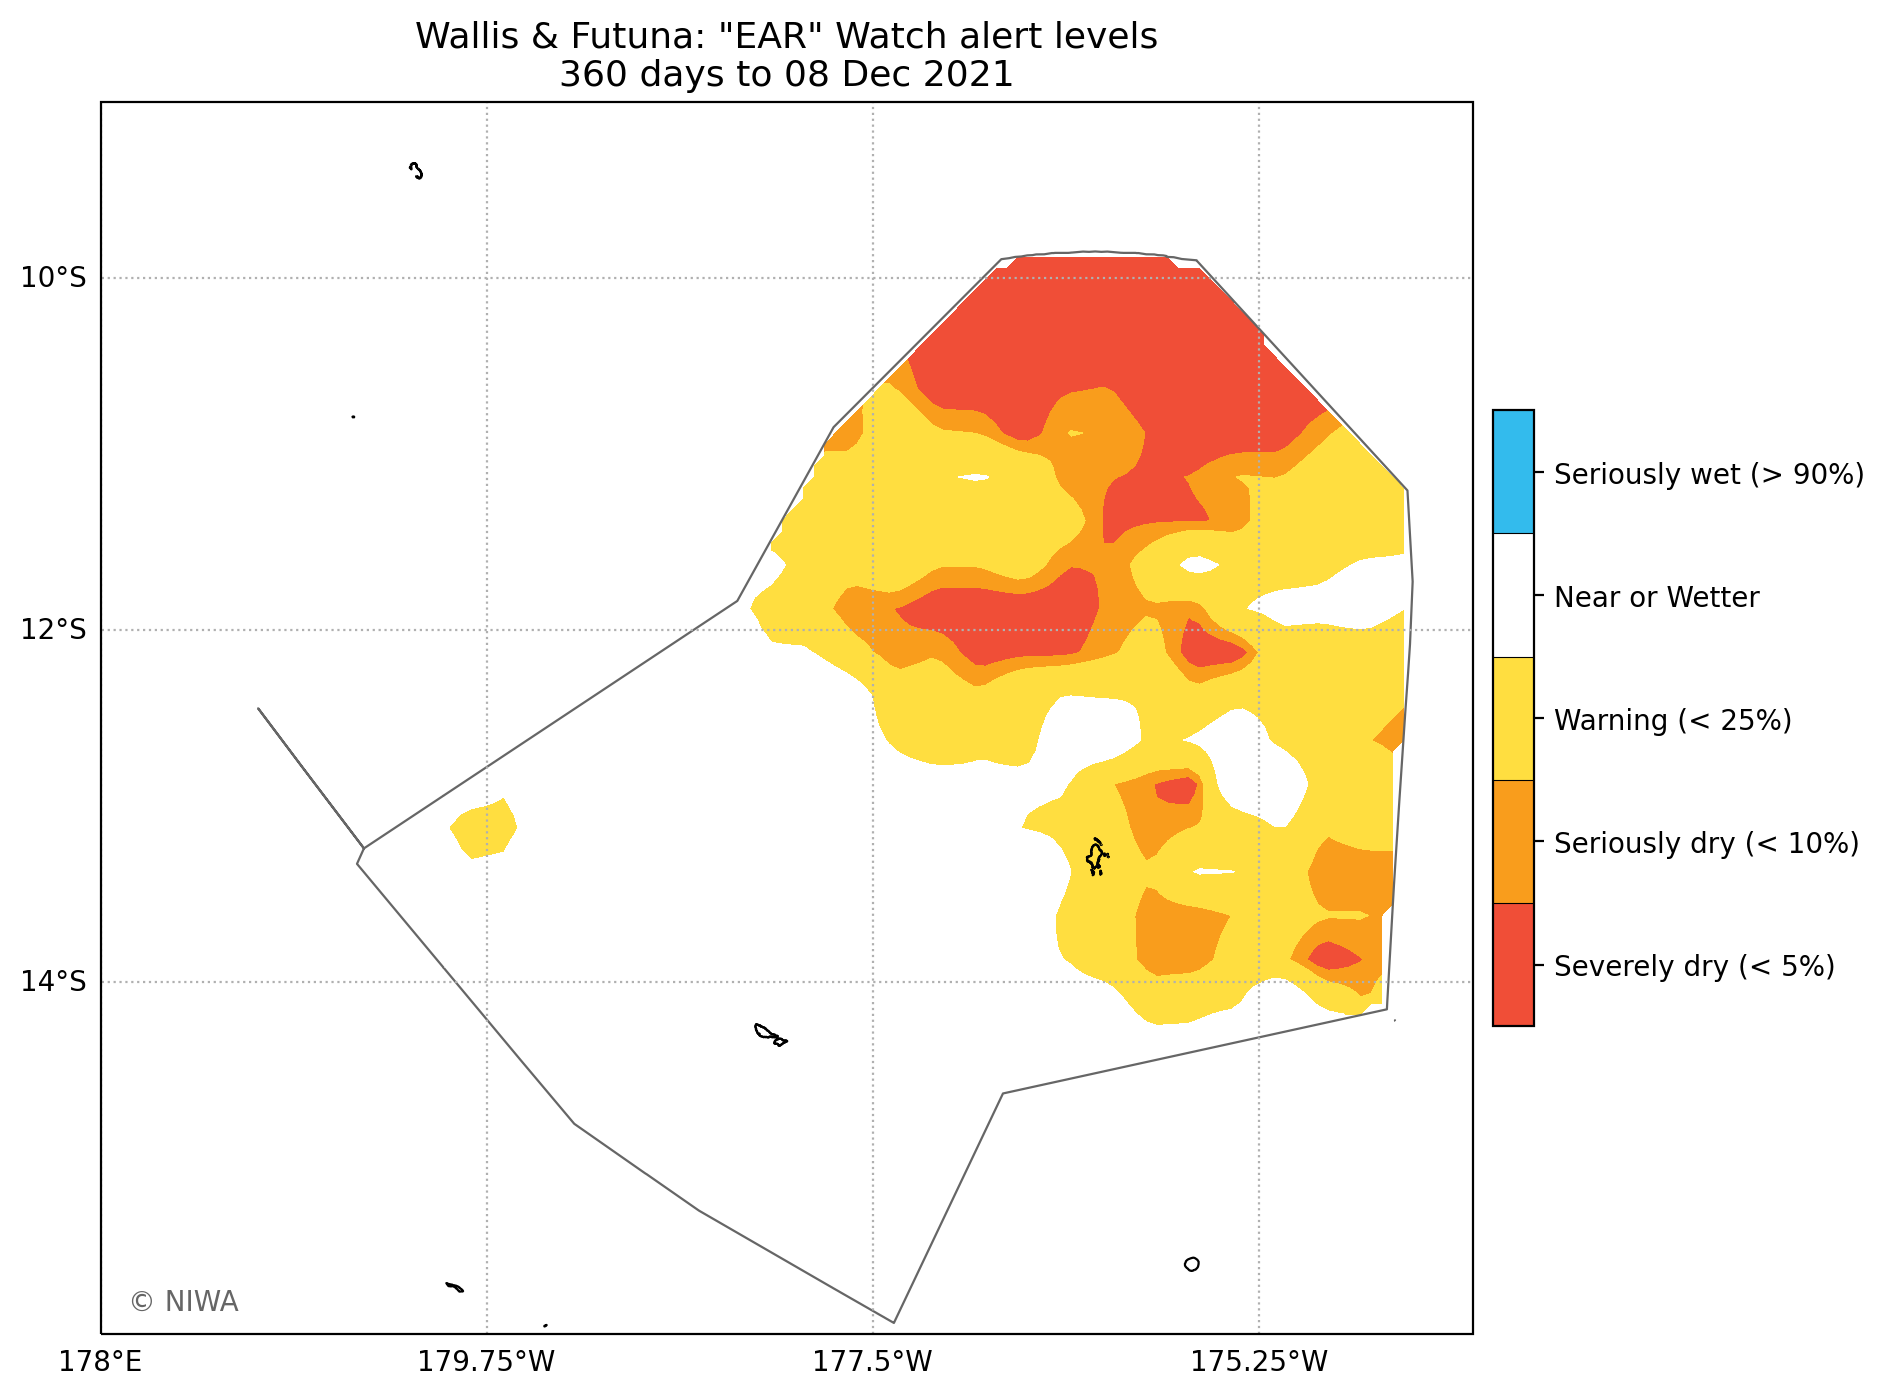 Wallis & Futuna: "EAR" Watch alert levels
360 days to 08 Dec 2021
10°S
12°S
14°S
178°E
179.75°W
177.5°W
175.25°W
© NIWA
Seriously wet (> 90%)
Near or Wetter
Warning (< 25%)
Seriously dry (< 10%)
Severely dry (< 5%)